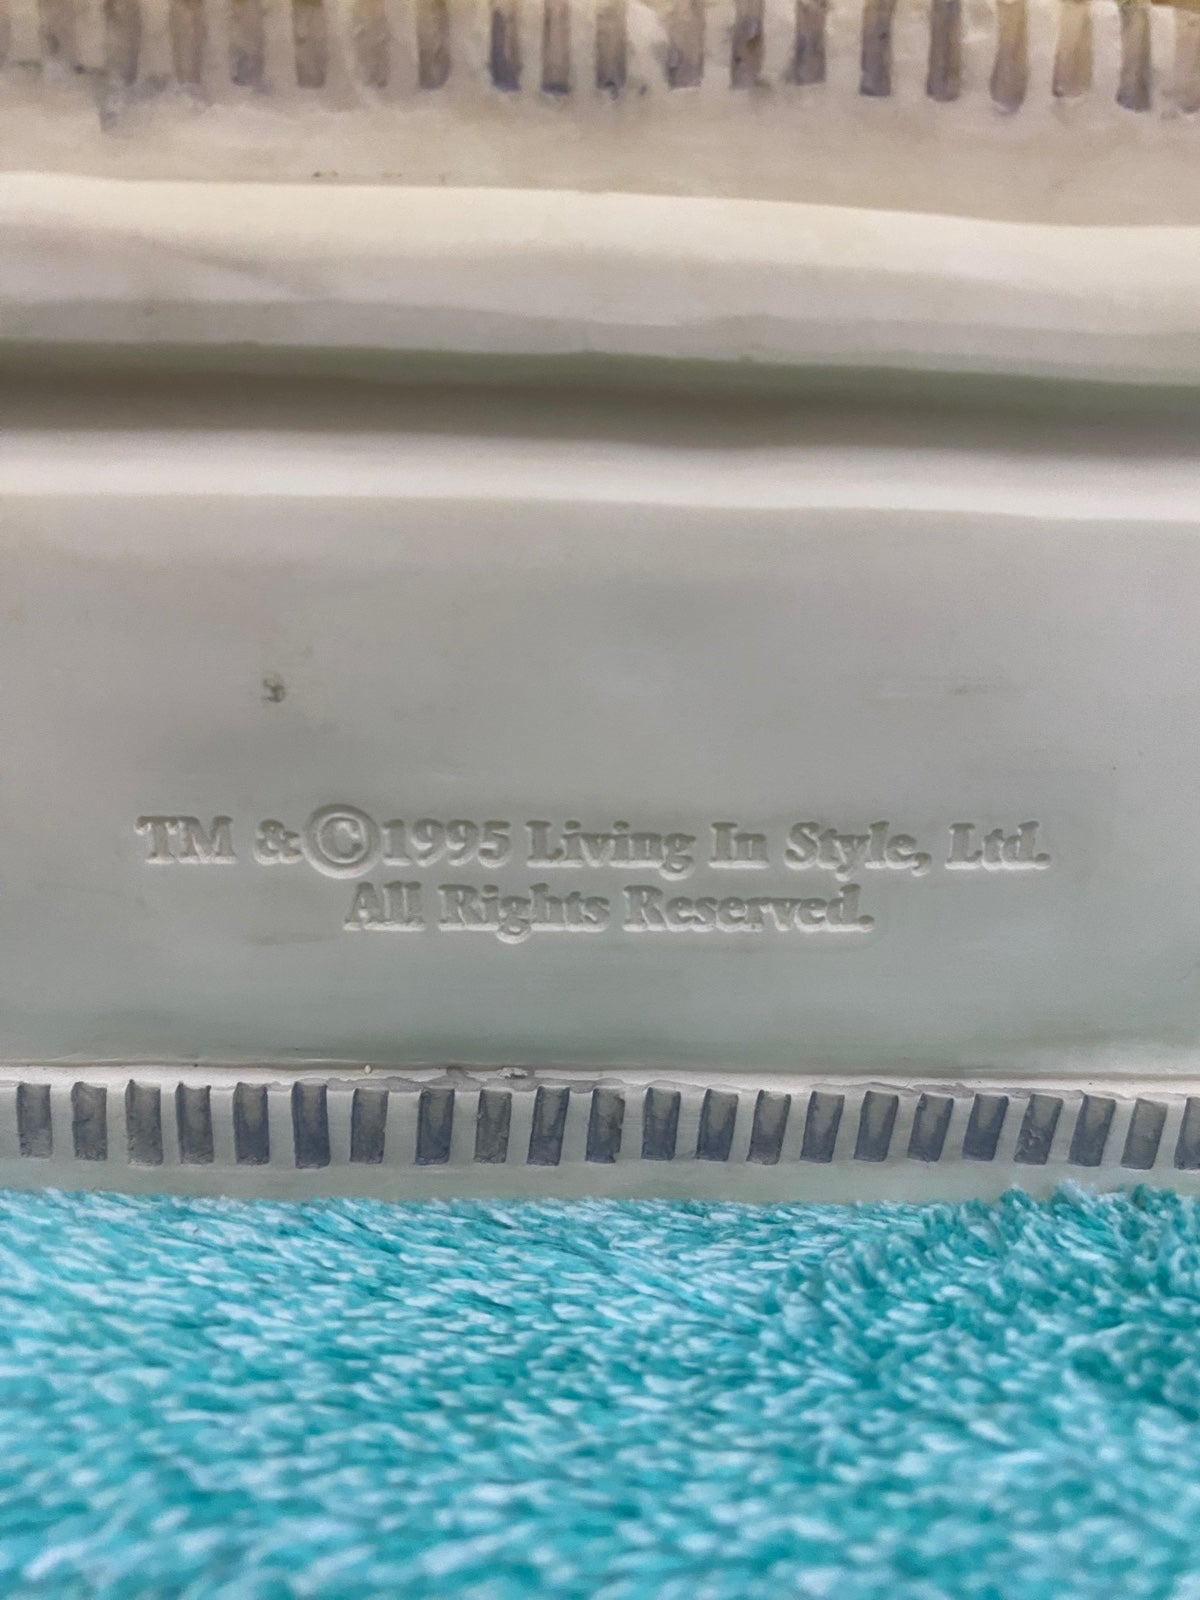 TM & ©1995 Living In Style, Ltd.
All Rights Reserved.